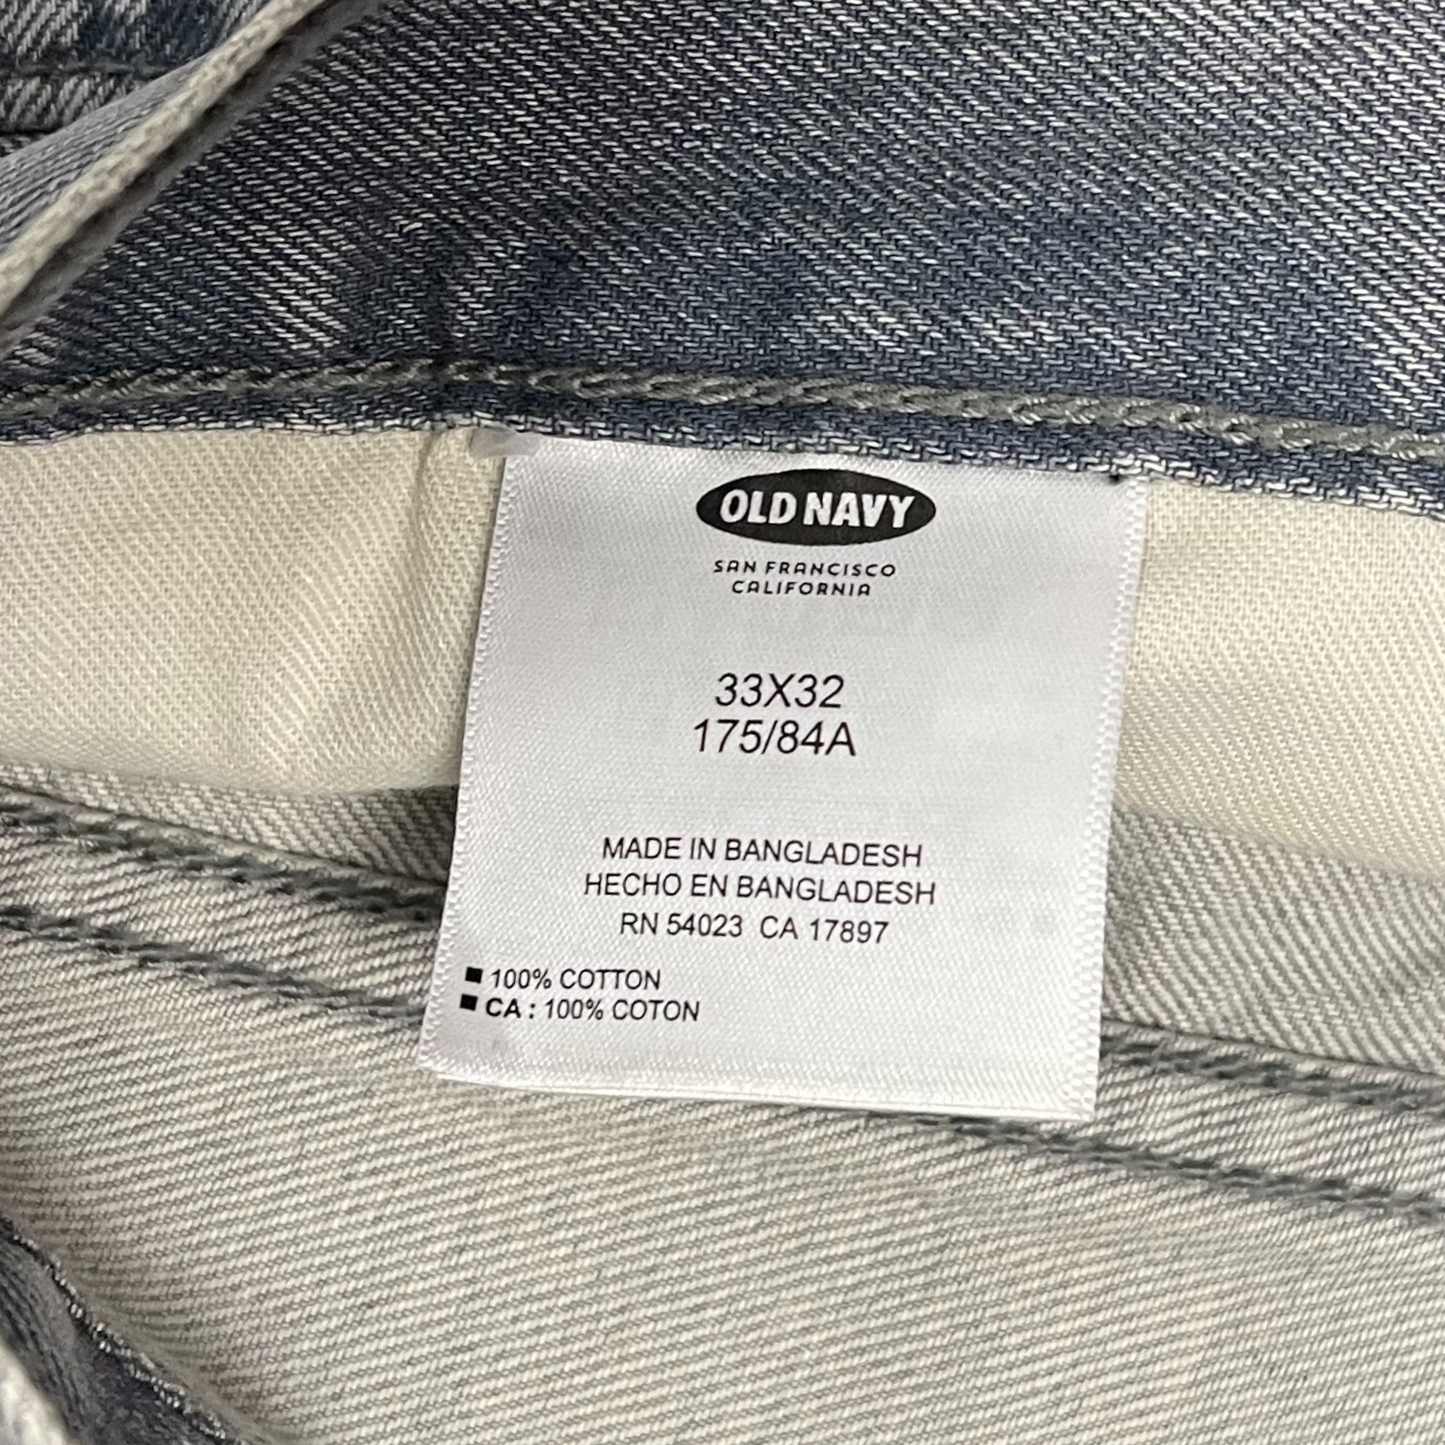 OLD NAVY
SAN FRANCISCO
CALIFORNIA
33X32
175/84A
MADE IN BANGLADESH
HECHO EN BANGLADESH
RN 54023 CA 17897
■ 100% COTTON
■ CA : 100% COTON